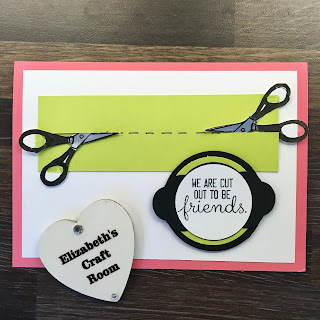 WE ARE CUT
OUT TO BE
friends.
Elizabeth's
Craft
Room